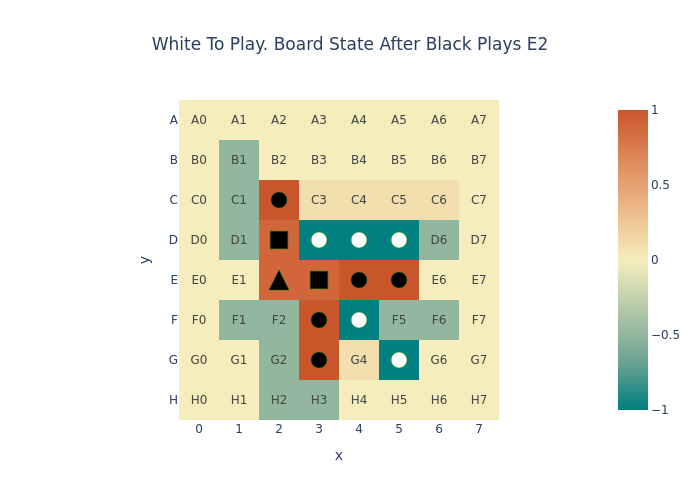 White To Play. Board State After Black Plays E2
A A0 A1 A2 A3 A4 A5 A6 A7
B B0 B1 B2 B3 B4 B5 B6 B7
C C0 C1 C3 C4 C5 C6 C7
D D0 D1 D6 D7
E E0 E1 E6 E7
F F0 F1 F2 F5 F6 F7
G G0 G1 G2 G4 G6 G7
H H0 H1 H2 H3 H4 H5 H6 H7
0 1 2 3 4 5 6 7
x
y
1
0.5
0
−0.5
−1